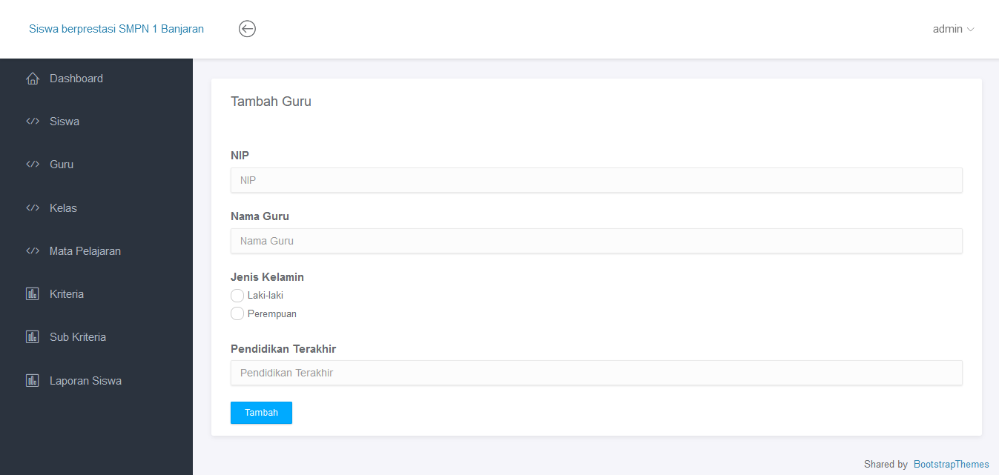 Siswa berprestasi SMPN 1 Banjaran
admin
Dashboard
Siswa
Guru
Kelas
Mata Pelajaran
Kriteria
Sub Kriteria
Laporan Siswa
Tambah Guru
NIP
NIP
Nama Guru
Nama Guru
Jenis Kelamin
Laki-laki
Perempuan
Pendidikan Terakhir
Pendidikan Terakhir
Tambah
Shared by BootstrapThemes